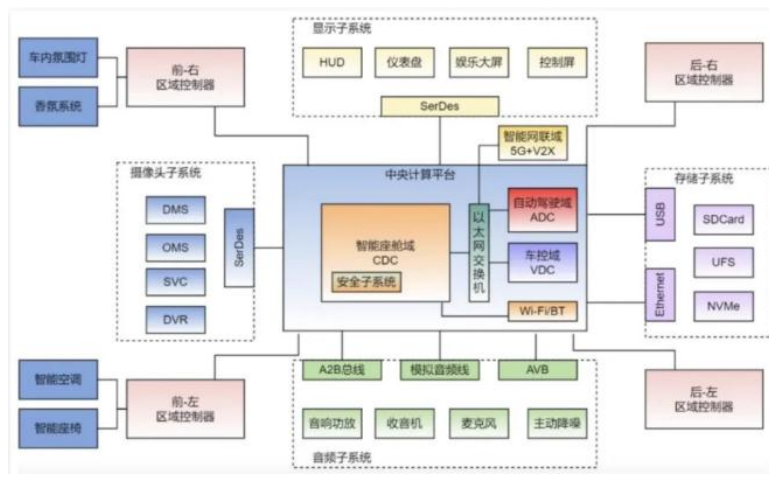 显示子系统
HUD
仪表盘
娱乐大屏
控制屏
SerDes
车内氛围灯
香氛系统
前-右
区域控制器
后-右
区域控制器
智能网联域
5G+V2X
摄像头子系统
DMS
OMS
SVC
DVR
SerDes
中央计算平台
智能座舱域
CDC
安全子系统
以太网交换机
自动驾驶域
ADC
车控域
VDC
Wi-Fi/BT
存储子系统
USB
Ethernet
SDCard
UFS
NVMe
智能空调
智能座椅
前-左
区域控制器
A2B总线
模拟音频线
AVB
音响功放
收音机
麦克风
主动降噪
音频子系统
后-左
区域控制器